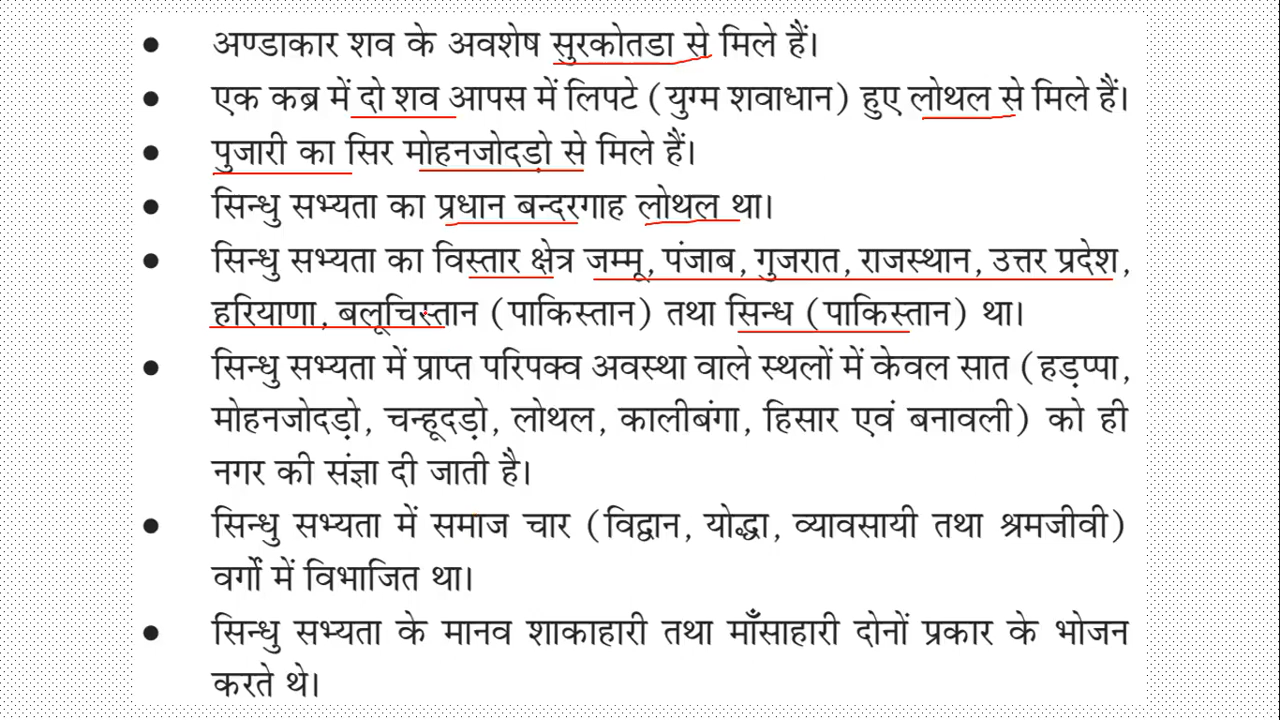 • अण्डाकार शव के अवशेष सुरकोतडा से मिले हैं।
• एक कब्र में दो शव आपस में लिपटे (युग्म शवाधान) हुए लोथल से मिले हैं।
• पुजारी का सिर मोहनजोदड़ो से मिले हैं।
• सिन्धु सभ्यता का प्रधान बन्दरगाह लोथल था।
• सिन्धु सभ्यता का विस्तार क्षेत्र जम्मू, पंजाब, गुजरात, राजस्थान, उत्तर प्रदेश,
हरियाणा, बलूचिस्तान (पाकिस्तान) तथा सिन्ध (पाकिस्तान) था।
• सिन्धु सभ्यता में प्राप्त परिपक्व अवस्था वाले स्थलों में केवल सात (हड़प्पा,
मोहनजोदड़ो, चन्हूदड़ो, लोथल, कालीबंगा, हिसार एवं बनावली) को ही
नगर की संज्ञा दी जाती है।
• सिन्धु सभ्यता में समाज चार (विद्वान, योद्धा, व्यावसायी तथा श्रमजीवी)
वर्गों में विभाजित था।
• सिन्धु सभ्यता के मानव शाकाहारी तथा माँसाहारी दोनों प्रकार के भोजन
करते थे।